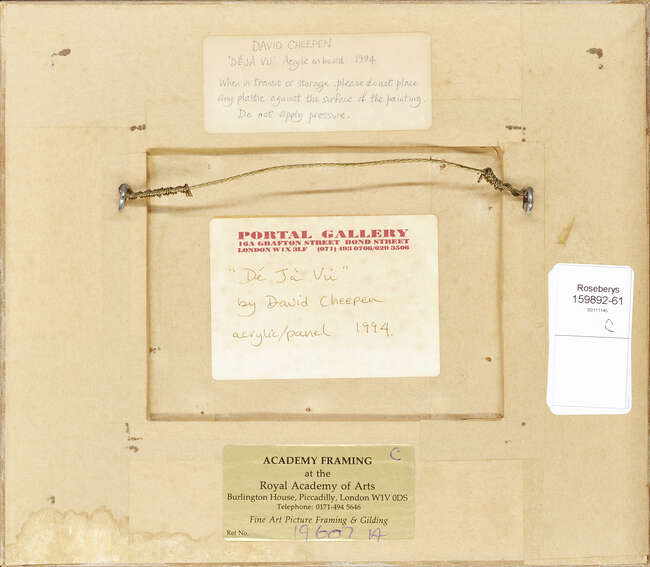 DAVID CHEEPEN
'DÉJÀ VU' Acrylic on board 1994
When in transit or storage please do not place
any plastic against the surface of the painting.
Do not apply pressure.
PORTAL GALLERY
16A GRAFTON STREET BOND STREET
LONDON W1X 3LF (071) 493 0706/629 3506
"Dé Jà Vù"
by David Cheepen
acrylic/panel 1994.
Roseberys
159892-61
C
ACADEMY FRAMING C
at the
Royal Academy of Arts
Burlington House, Piccadilly, London W1V 0DS
Telephone: 0171-494 5646
Fine Art Picture Framing & Gilding
Ref No. 19607 1A